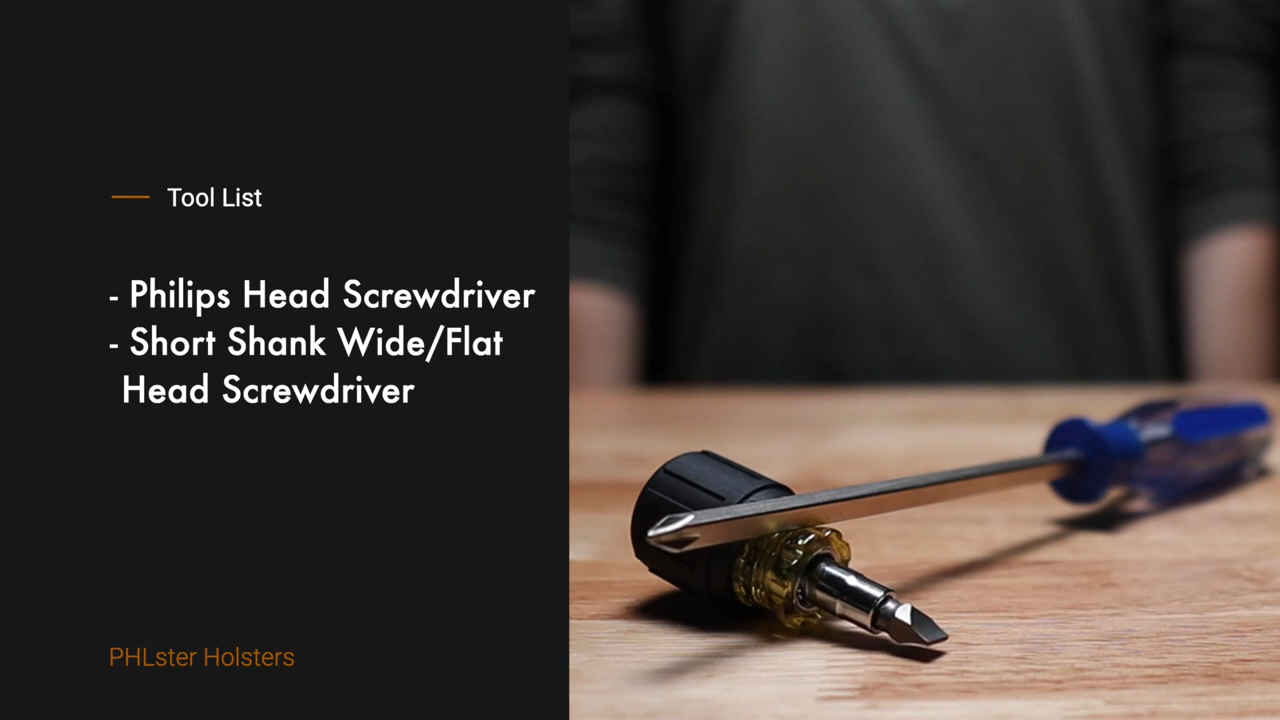 Tool List
- Philips Head Screwdriver
- Short Shank Wide/Flat
Head Screwdriver
PHLster Holsters